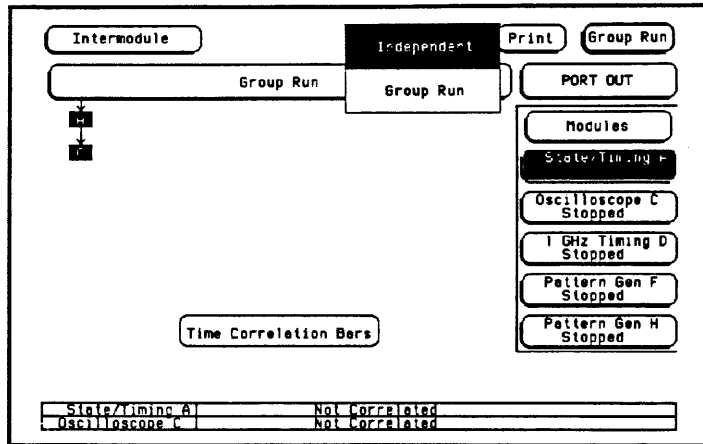 Intermodule
Independent
Print
Group Run
Group Run
Group Run
PORT OUT
Modules
State/Timing A
Oscilloscope C
Stopped
1 GHz Timing D
Stopped
Pattern Gen F
Stopped
Pattern Gen H
Stopped
Time Correlation Bars
State/Timing A Not Correlated
Oscilloscope C Not Correlated